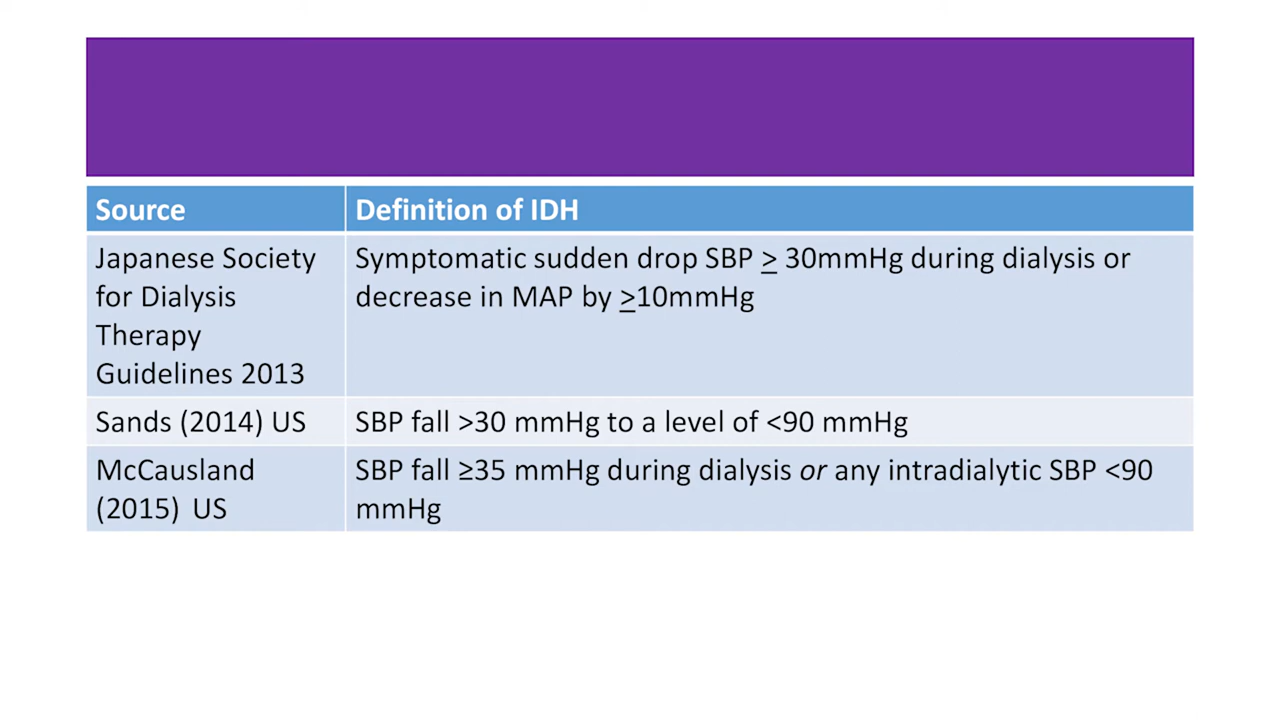 Source
Definition of IDH
Japanese Society
for Dialysis
Therapy
Guidelines 2013
Symptomatic sudden drop SBP ≥ 30mmHg during dialysis or
decrease in MAP by ≥10mmHg
Sands (2014) US
SBP fall >30 mmHg to a level of <90 mmHg
McCausland
(2015) US
SBP fall ≥35 mmHg during dialysis or any intradialytic SBP <90
mmHg